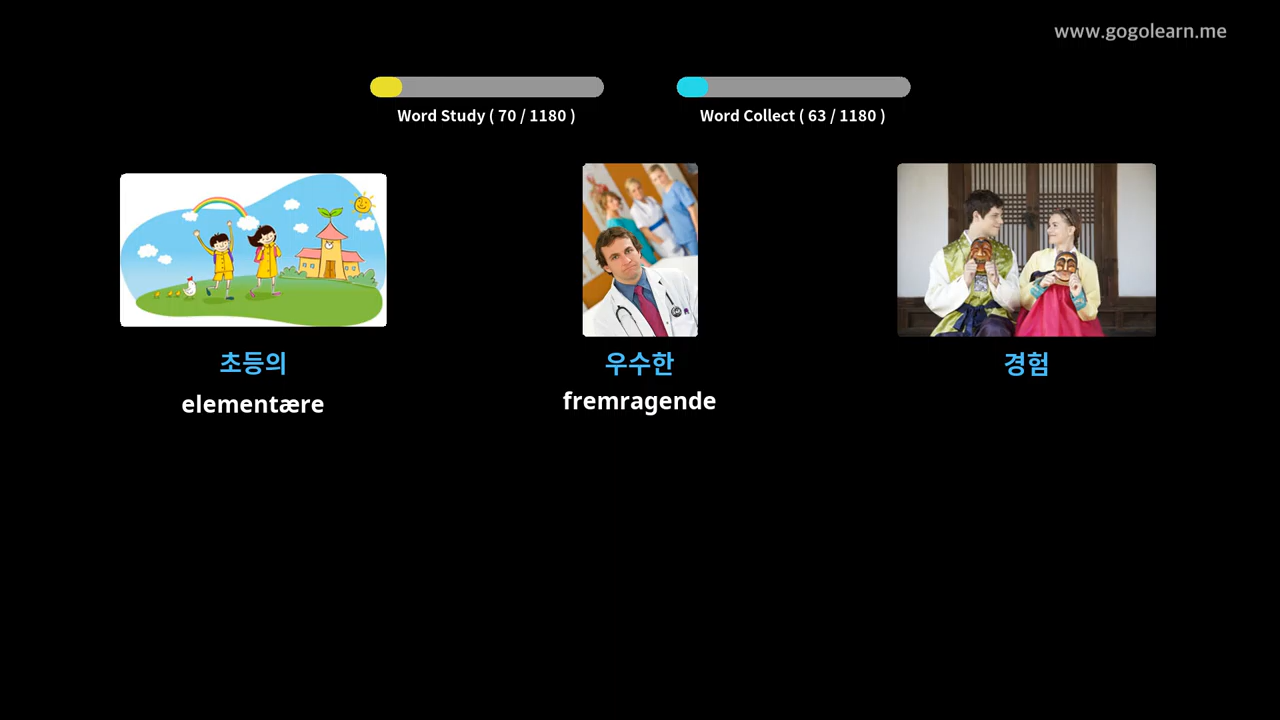 www.gogolearn.me
Word Study ( 70 / 1180 )
Word Collect ( 63 / 1180 )
초등의
elementære
우수한
fremragende
경험